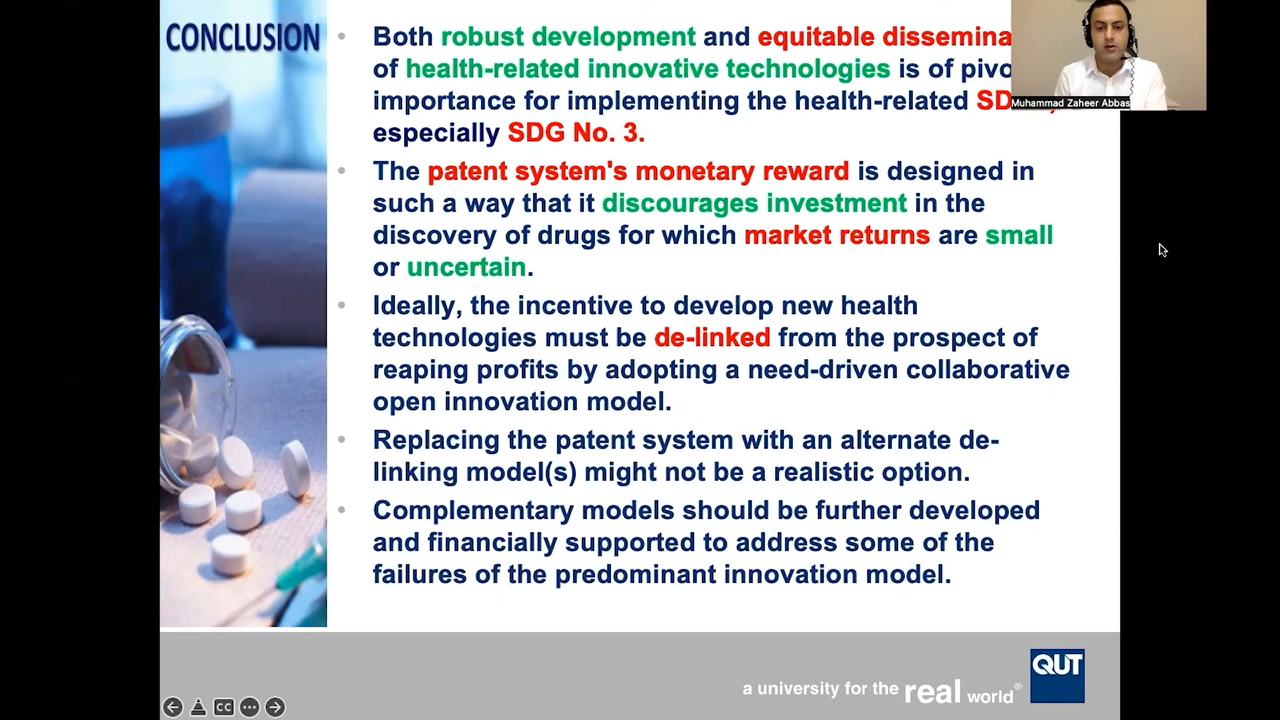 CONCLUSION
Both robust development and equitable
of health-related innovative technologies is of
importance for implementing the health-related
especially SDG No. 3.
The patent system's monetary reward is designed in
such a way that it discourages investment in the
discovery of drugs for which market returns are small
or uncertain.
Ideally, the incentive to develop new health
technologies must be de-linked from the prospect of
reaping profits by adopting a need-driven collaborative
open innovation model.
Replacing the patent system with an alternate de-
linking model(s) might not be a realistic option.
Complementary models should be further developed
and financially supported to address some of the
failures of the predominant innovation model.
Muhammad Zaheer Abbas
a university for the real world®
QUT
CC